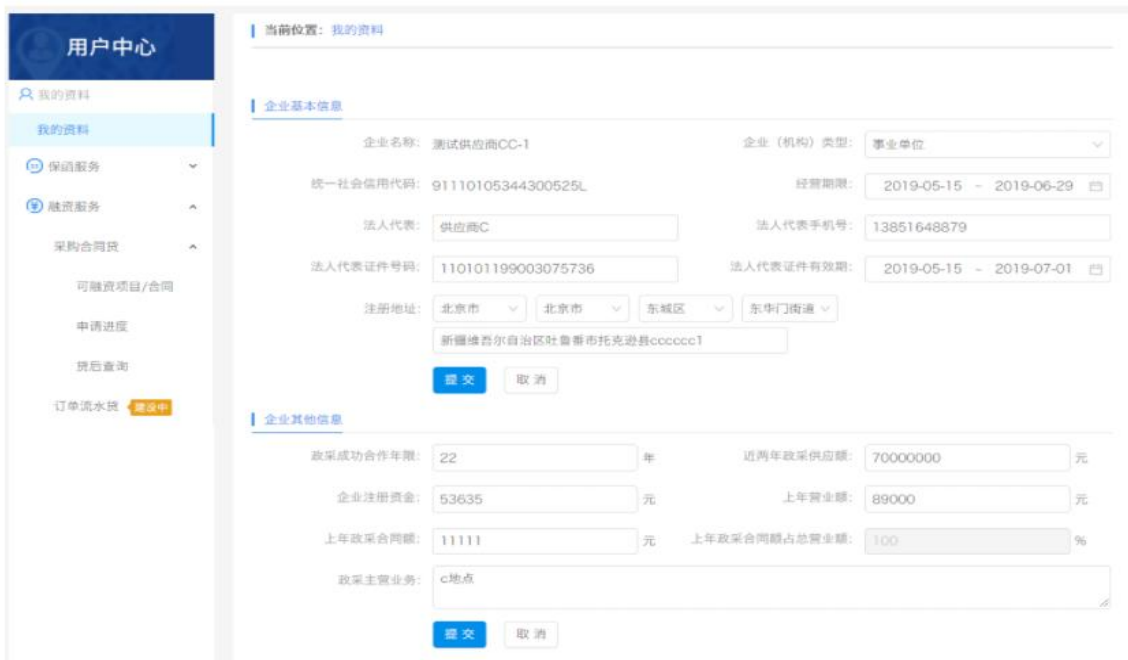 用户中心
我的资料
我的资料
保函服务
融资服务
采购合同贷
可融资项目/合同
申请进度
贷后查询
订单流水贷 建设中
当前位置: 我的资料
企业基本信息
企业名称: 测试供应商CC-1 企业（机构）类型: 事业单位
统一社会信用代码: 91110105344300525L 经营期限: 2019-05-15 ~ 2019-06-29
法人代表: 供应商C 法人代表手机号: 13851648879
法人代表证件号码: 110101199003075736 法人代表证件有效期: 2019-05-15 ~ 2019-07-01
注册地址: 北京市 北京市 东城区 东华门街道
新疆维吾尔自治区吐鲁番市托克逊县cccccc1
提交 取消
企业其他信息
政采成功合作年限: 22 年 近两年政采供应额: 70000000 元
企业注册资金: 53635 元 上年营业额: 89000 元
上年政采合同额: 11111 元 上年政采合同额占总营业额: 100 %
政采主营业务: c地点
提交 取消